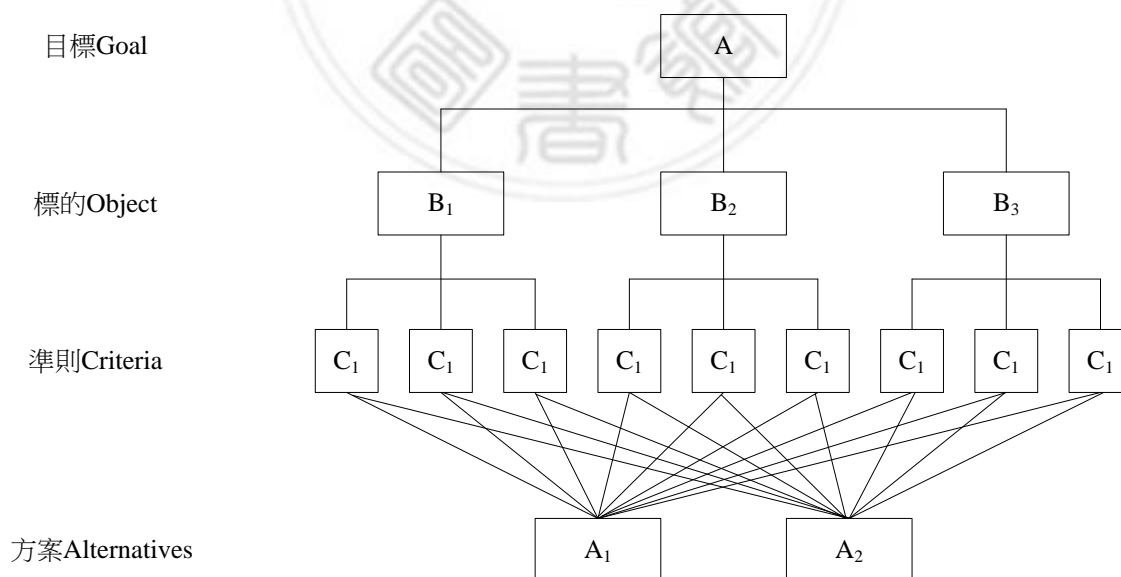 目標Goal
A
標的Object
B₁ B₂ B₃
準則Criteria
C₁ C₁ C₁ C₁ C₁ C₁ C₁ C₁ C₁
方案Alternatives
A₁ A₂
書